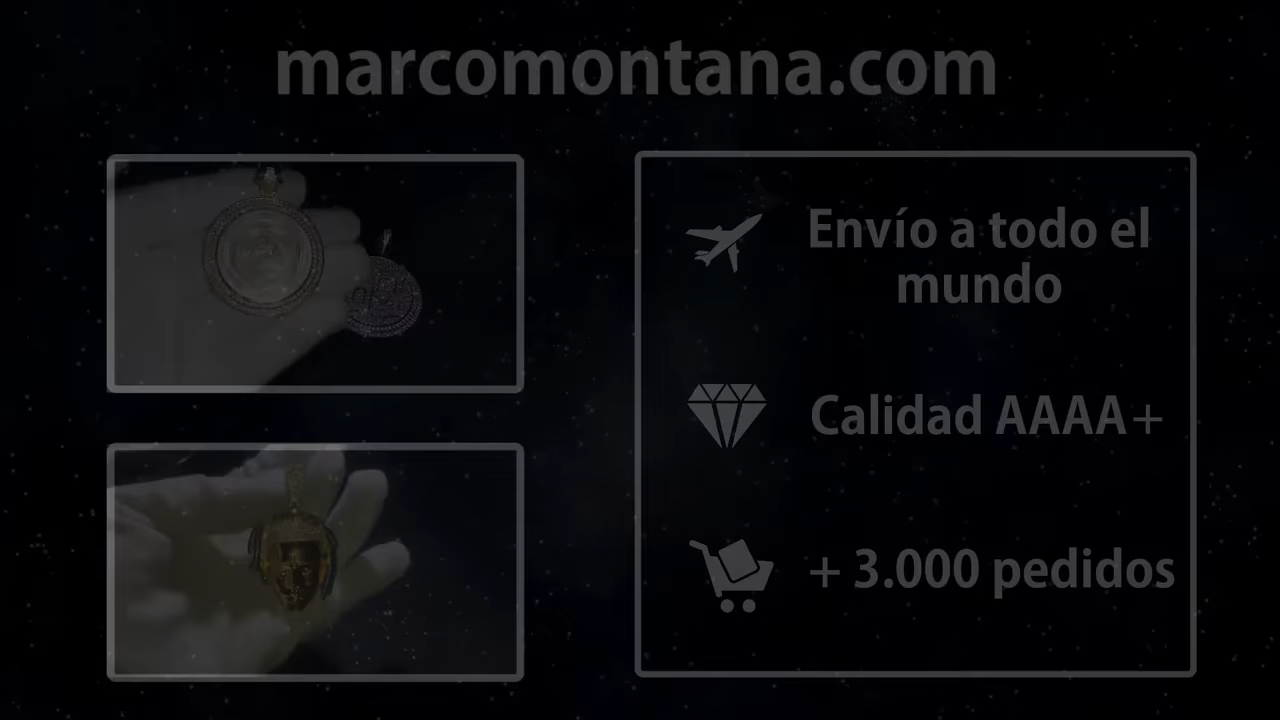 marcomontana.com
Envío a todo el
mundo
Calidad AAAA+
+ 3.000 pedidos